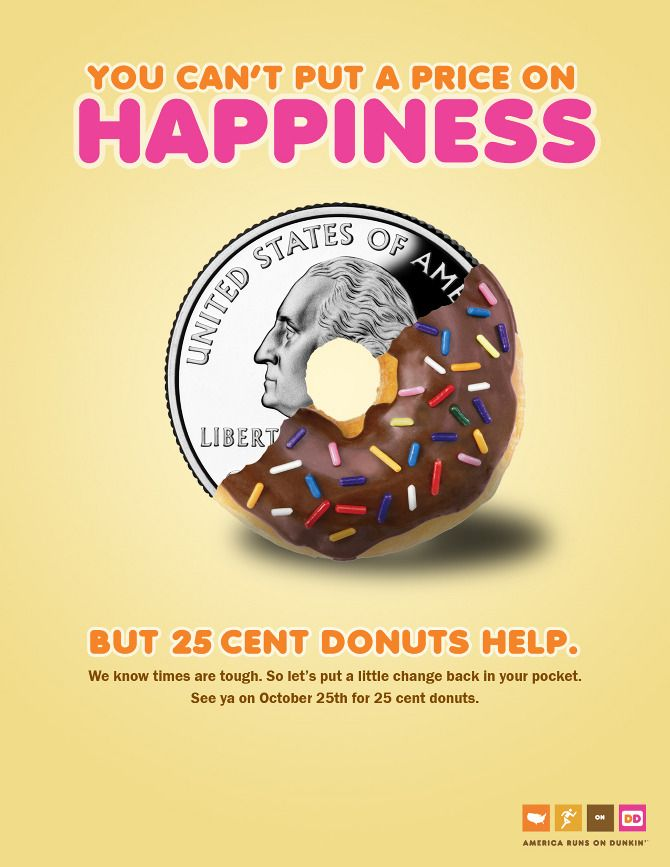 YOU CAN'T PUT A PRICE ON
HAPPINESS
UNITED STATES OF AME
LIBERT
BUT 25 CENT DONUTS HELP.
We know times are tough. So let's put a little change back in your pocket.
See ya on October 25th for 25 cent donuts.
ON
DD
AMERICA RUNS ON DUNKIN'